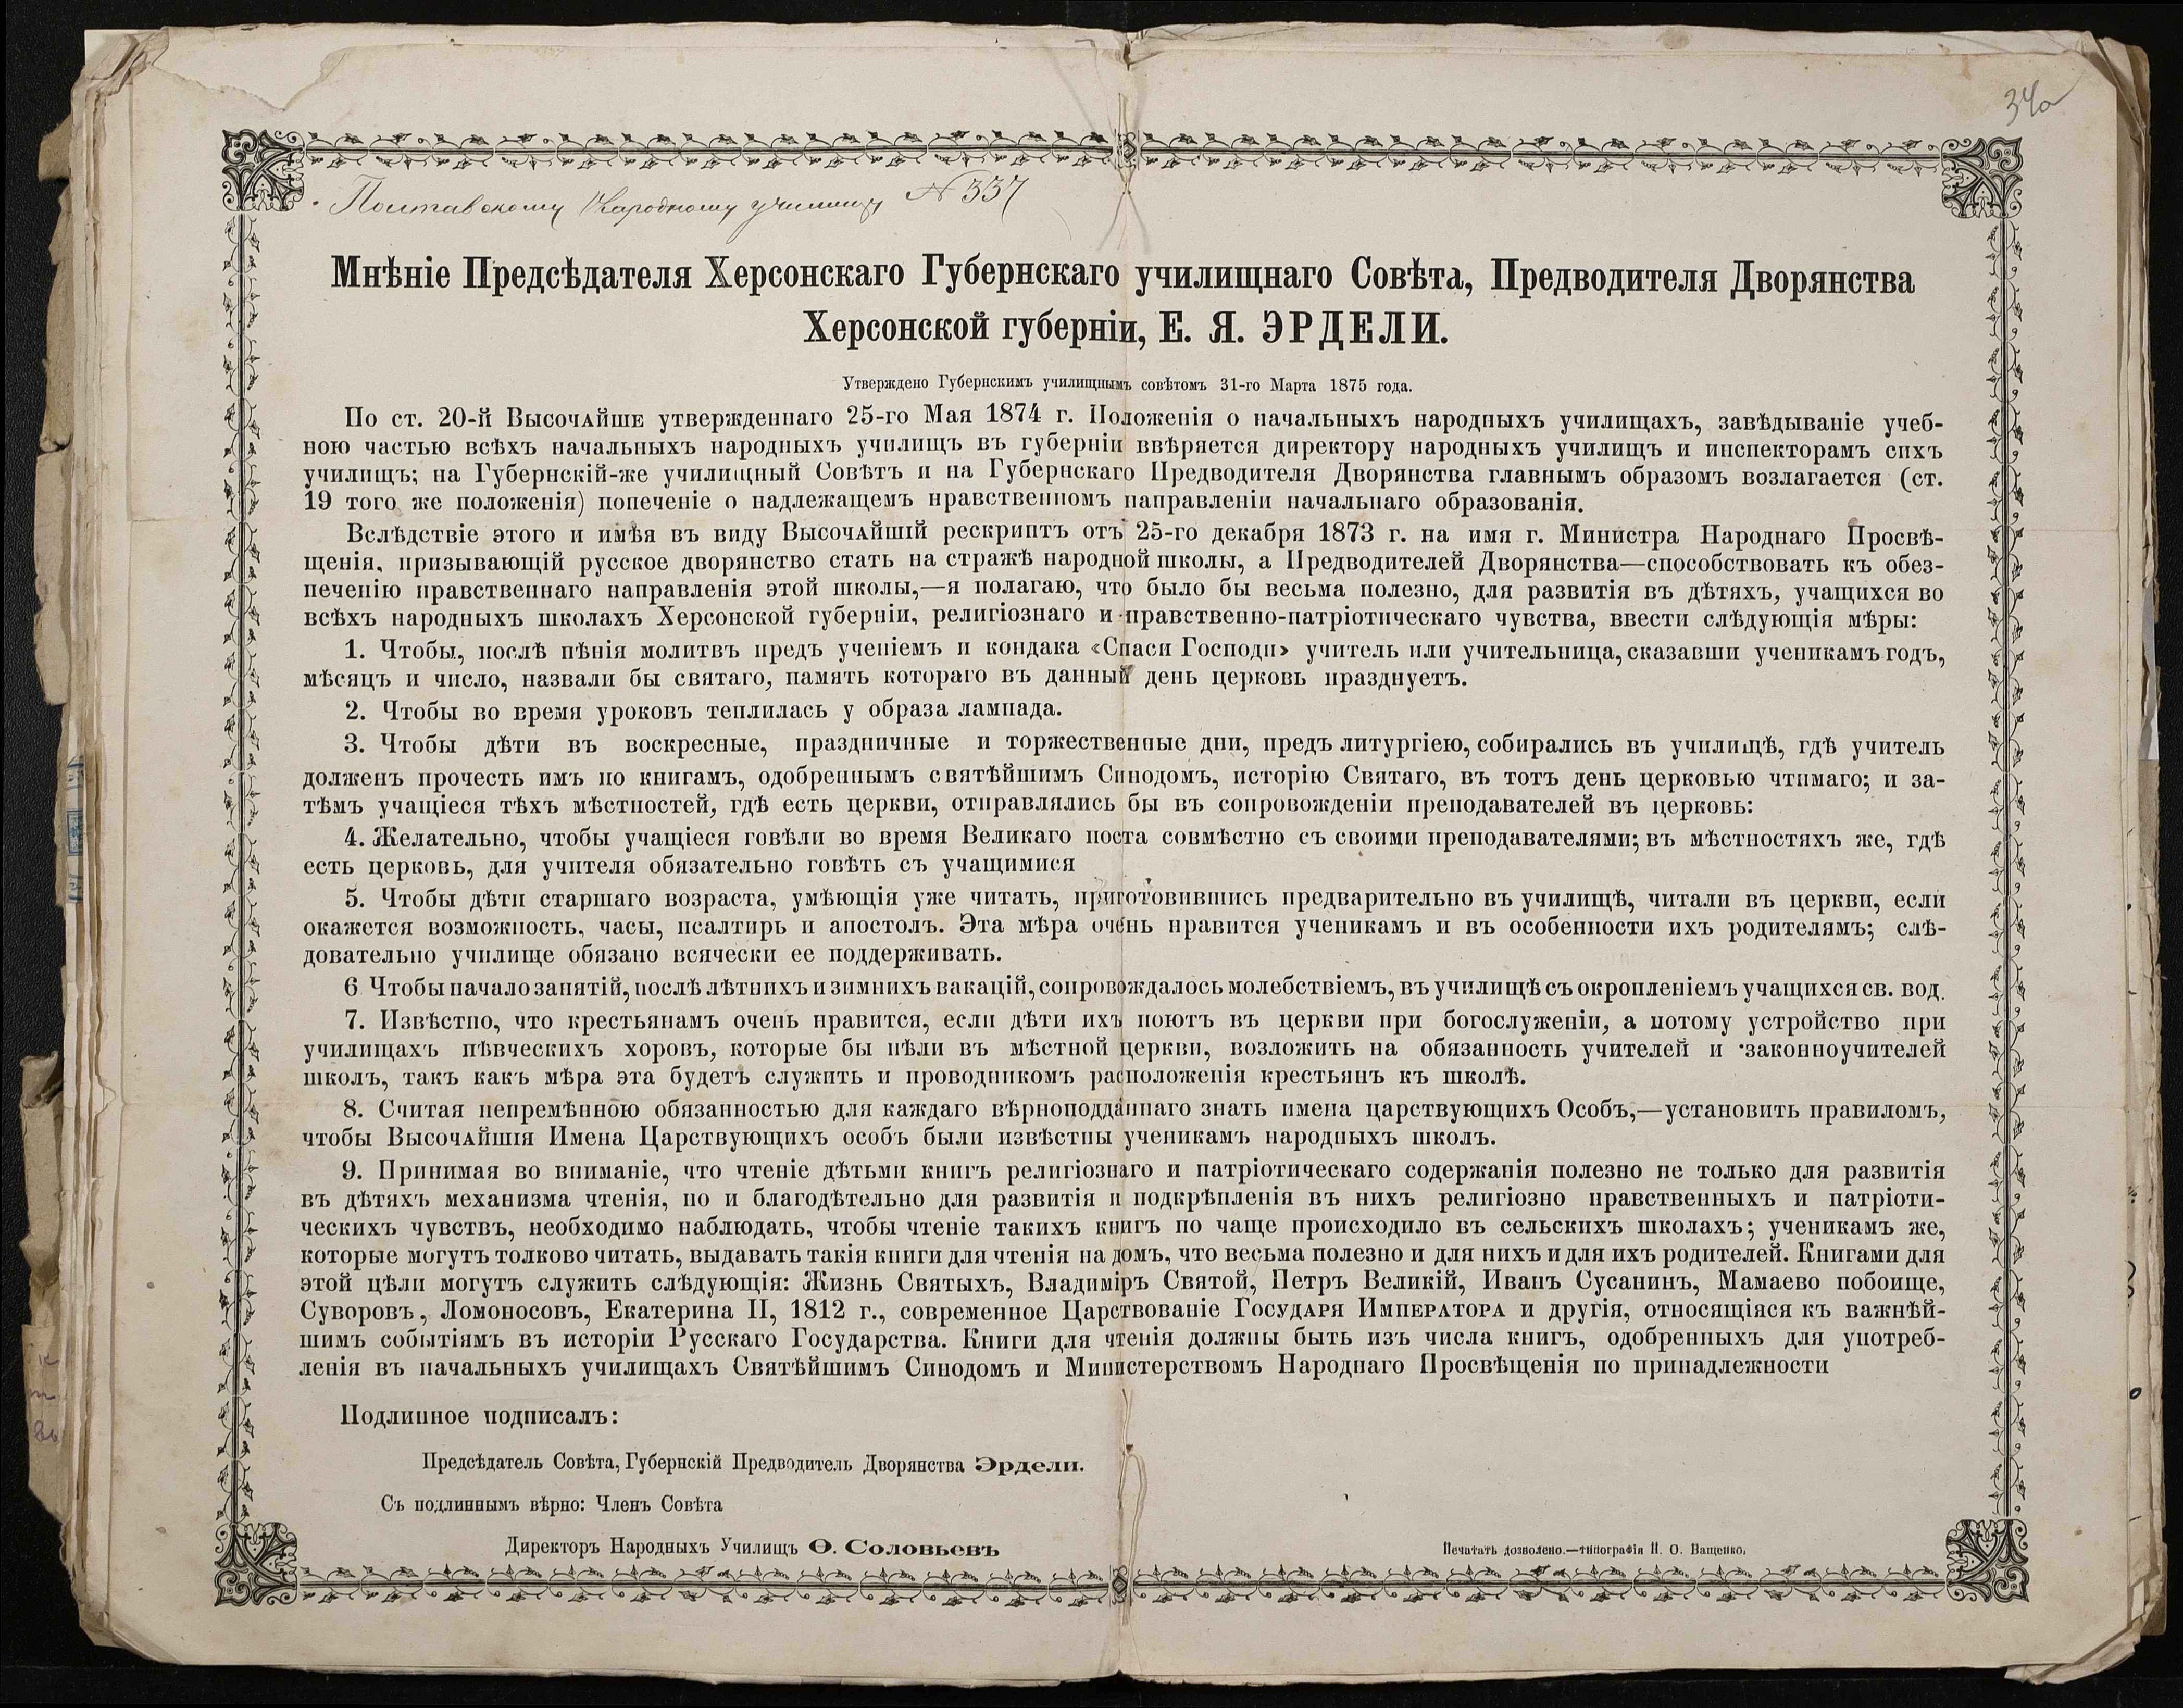 34а
Полтавскому Народному училищу № 337
Мнѣніе Предсѣдателя Херсонскаго Губернскаго училищнаго Совѣта, Предводителя Дворянства
Херсонской губерніи, Е. Я. ЭРДЕЛИ.
Утверждено Губернскимъ училищнымъ совѣтомъ 31-го Марта 1875 года.
По ст. 20-й ВЫСОЧАЙШЕ утвержденнаго 25-го Мая 1874 г. Положенія о начальныхъ народныхъ училищахъ, завѣдываніе учеб-
ною частью всѣхъ начальныхъ народныхъ училищъ въ губерніи ввѣряется директору народныхъ училищъ и инспекторамъ сихъ
училищъ; на Губернскій-же училищный Совѣтъ и на Губернскаго Предводителя Дворянства главнымъ образомъ возлагается (ст.
19 того же положенія) попеченіе о надлежащемъ нравственномъ направленіи начальнаго образованія.
Вслѣдствіе этого и имѣя въ виду ВЫСОЧАЙШІЙ рескриптъ отъ 25-го декабря 1873 г. на имя г. Министра Народнаго Просвѣ-
щенія, призывающій русское дворянство стать на стражѣ народной школы, а Предводителей Дворянства—способствовать къ обез-
печенію нравственнаго направленія этой школы,—я полагаю, что было бы весьма полезно, для развитія въ дѣтяхъ, учащихся во
всѣхъ народныхъ школахъ Херсонской губерніи, религіознаго и нравственно-патріотическаго чувства, ввести слѣдующія мѣры:
1. Чтобы, послѣ пѣнія молитвъ предъ ученіемъ и кондака «Спаси Господи» учитель или учительница, сказавши ученикамъ годъ,
мѣсяцъ и число, назвали бы святаго, память котораго въ данный день церковь празднуетъ.
2. Чтобы во время уроковъ теплилась у образа лампада.
3. Чтобы дѣти въ воскресные, праздничные и торжественные дни, предъ литургіею, собирались въ училищѣ, гдѣ учитель
долженъ прочесть имъ по книгамъ, одобреннымъ святѣйшимъ Синодомъ, исторію Святаго, въ тотъ день церковью чтимаго; и за-
тѣмъ учащіеся тѣхъ мѣстностей, гдѣ есть церкви, отправлялись бы въ сопровожденіи преподавателей въ церковь:
4. Желательно, чтобы учащіеся говѣли во время Великаго поста совмѣстно съ своими преподавателями; въ мѣстностяхъ же, гдѣ
есть церковь, для учителя обязательно говѣть съ учащимися
5. Чтобы дѣти старшаго возраста, умѣющія уже читать, приготовившись предварительно въ училищѣ, читали въ церкви, если
окажется возможность, часы, псалтирь и апостолъ. Эта мѣра очень нравится ученикамъ и въ особенности ихъ родителямъ; слѣ-
довательно училище обязано всячески ее поддерживать.
6 Чтобы начало занятій, послѣ лѣтнихъ и зимнихъ вакацій, сопровождалось молебствіемъ, въ училищѣ съ окропленіемъ учащихся св. вод.
7. Извѣстно, что крестьянамъ очень нравится, если дѣти ихъ поютъ въ церкви при богослуженіи, а потому устройство при
училищахъ пѣвческихъ хоровъ, которые бы пѣли въ мѣстной церкви, возложить на обязанность учителей и законноучителей
школъ, такъ какъ мѣра эта будетъ служить и проводникомъ расположенія крестьянъ къ школѣ.
8. Считая непремѣнною обязанностью для каждаго вѣрноподданнаго знать имена царствующихъ Особъ,—установить правиломъ,
чтобы ВЫСОЧАЙШІЯ Имена Царствующихъ особъ были извѣстны ученикамъ народныхъ школъ.
9. Принимая во вниманіе, что чтеніе дѣтьми книгъ религіознаго и патріотическаго содержанія полезно не только для развитія
въ дѣтяхъ механизма чтенія, но и благодѣтельно для развитія и подкрѣпленія въ нихъ религіозно нравственныхъ и патріоти-
ческихъ чувствъ, необходимо наблюдать, чтобы чтеніе такихъ книгъ по чаще происходило въ сельскихъ школахъ; ученикамъ же,
которые могутъ толково читать, выдавать такія книги для чтенія на домъ, что весьма полезно и для нихъ и для ихъ родителей. Книгами для
этой цѣли могутъ служить слѣдующія: Жизнь Святыхъ, Владиміръ Святой, Петръ Великій, Иванъ Сусанинъ, Мамаево побоище,
Суворовъ, Ломоносовъ, Екатерина II, 1812 г., современное Царствованіе ГОСУДАРЯ ИМПЕРАТОРА и другія, относящіяся къ важнѣй-
шимъ событіямъ въ исторіи Русскаго Государства. Книги для чтенія должны быть изъ числа книгъ, одобренныхъ для употреб-
ленія въ начальныхъ училищахъ Святѣйшимъ Синодомъ и Министерствомъ Народнаго Просвѣщенія по принадлежности
Подлинное подписалъ:
Предсѣдатель Совѣта, Губернскій Предводитель Дворянства Эрдели.
Съ подлиннымъ вѣрно: Членъ Совѣта
Директоръ Народныхъ Училищъ Ѳ. Соловьевъ
Печатать дозволено.—типографія П. О. Ващенко.